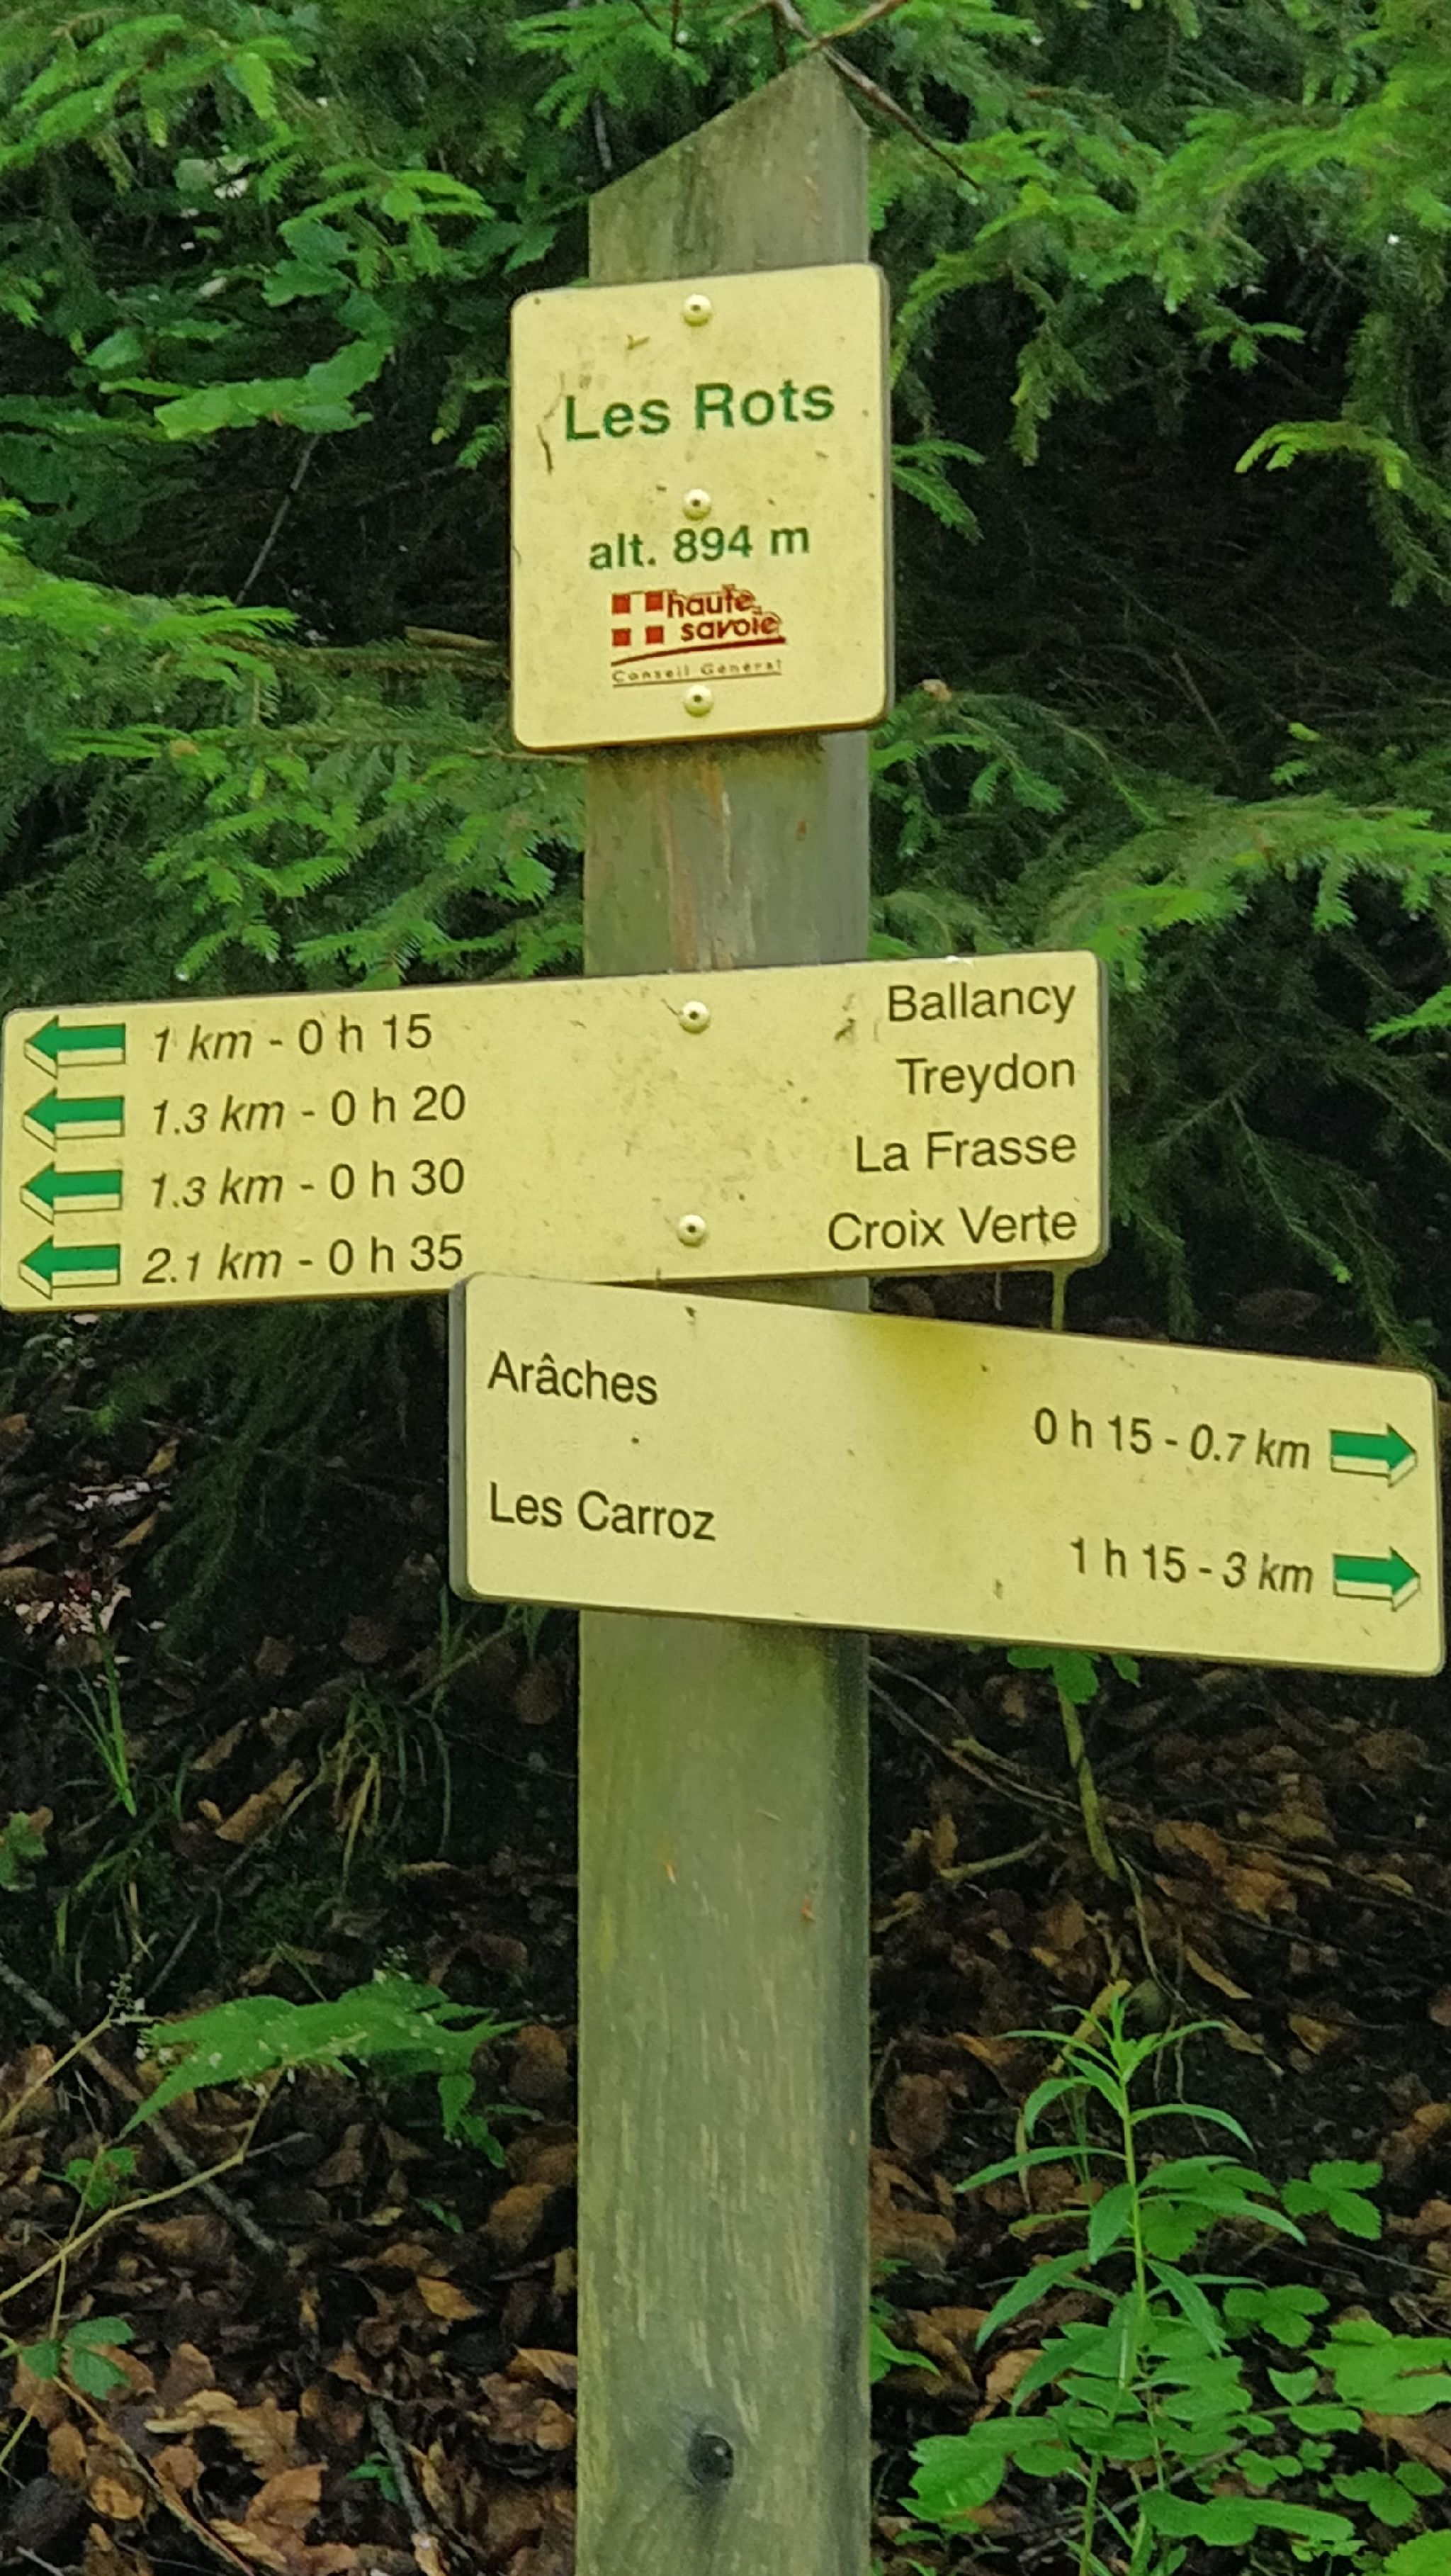 Les Rots
alt. 894 m
haute
savoie
Conseil Général
1 km - 0 h 15 Ballancy
1.3 km - 0 h 20 Treydon
1.3 km - 0 h 30 La Frasse
2.1 km - 0 h 35 Croix Verte
Arâches 0 h 15 - 0.7 km
Les Carroz 1 h 15 - 3 km